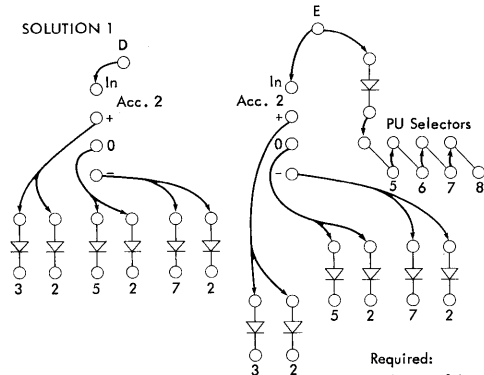 SOLUTION 1
D
In
Acc. 2
+
0
−
3 2 5 2 7 2
E
In
Acc. 2
+
0
−
PU Selectors
5 6 7 8
5 2 7 2
3 2
Required: